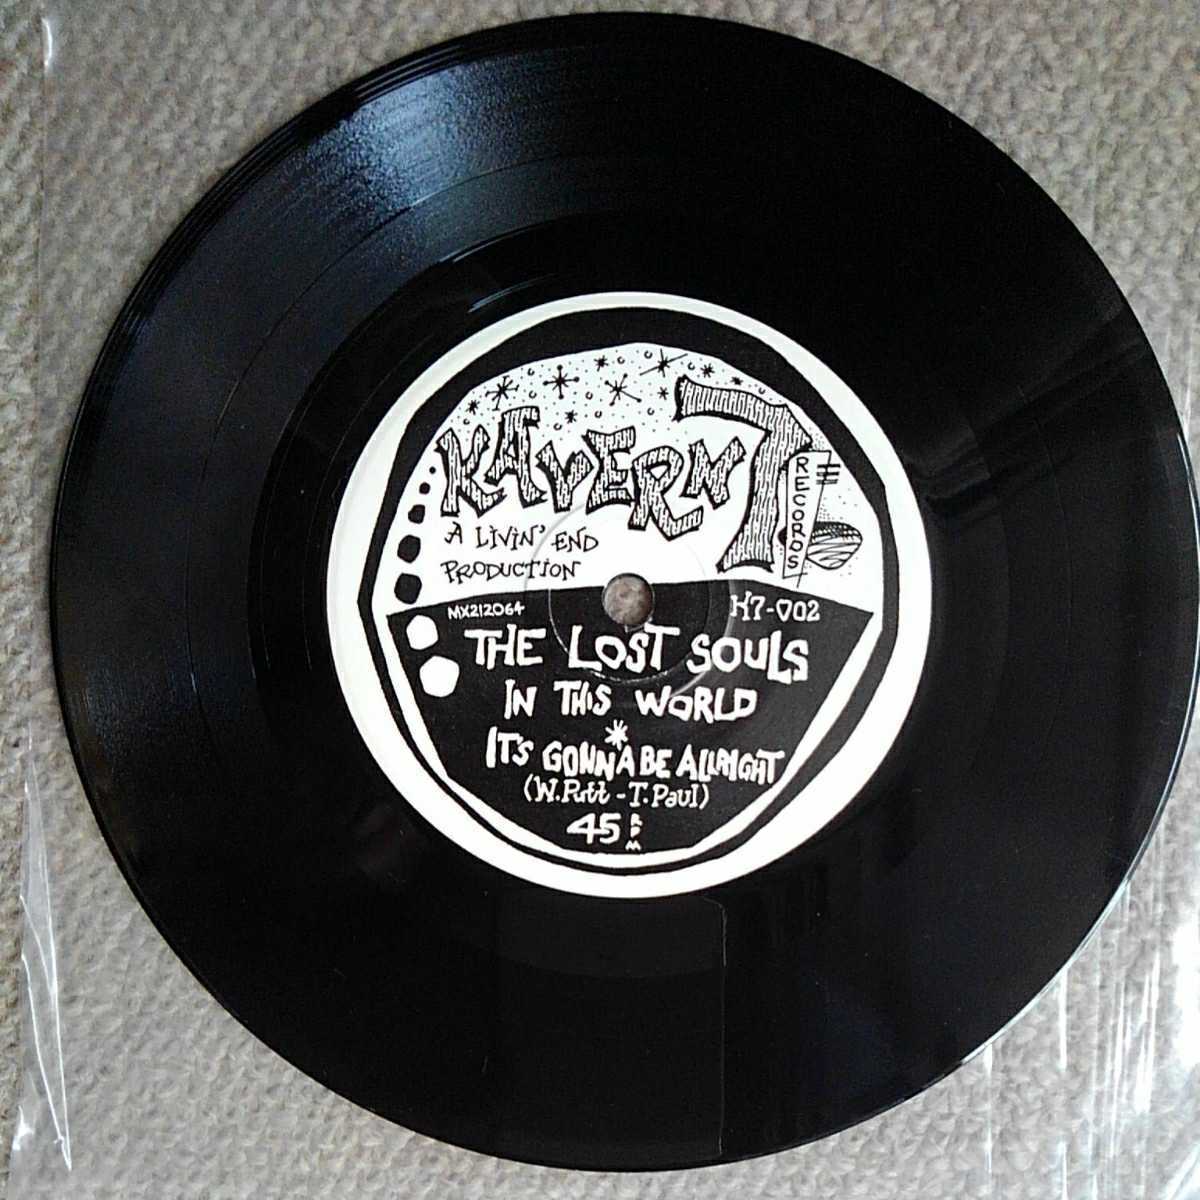 KAVERN 7
RECORDS
A LIVIN' END
PRODUCTION
MX212064
K7-002
THE LOST SOULS
IN THIS WORLD
*
IT'S GONNA BE ALLRIGHT
(W. Putt - T. Paul)
45 RPM